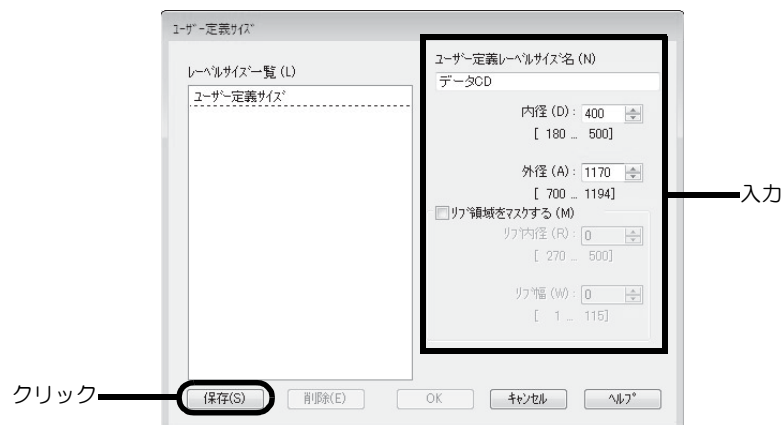 ユーザー定義サイズ
レーベルサイズ一覧 (L)
ユーザー定義サイズ
ユーザー定義レーベルサイズ名 (N)
データCD
内径 (D) : 400
[ 180 ... 500]
外径 (A) : 1170
[ 700 ... 1194]
リブ領域をマスクする (M)
リブ内径 (R) : 0
[ 270 ... 500]
リブ幅 (W) : 0
[ 1 ... 115]
入力
クリック
保存(S) 削除(E) OK キャンセル ヘルプ